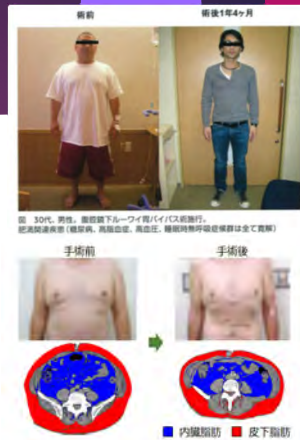 術前
術後1年4ヶ月
図 30代、男性。腹腔鏡下ルーワイ胃バイパス術施行。
肥満関連疾患(糖尿病、高脂血症、高血圧、睡眠時無呼吸症候群は全て寛解)
手術前
手術後
内臓脂肪
皮下脂肪